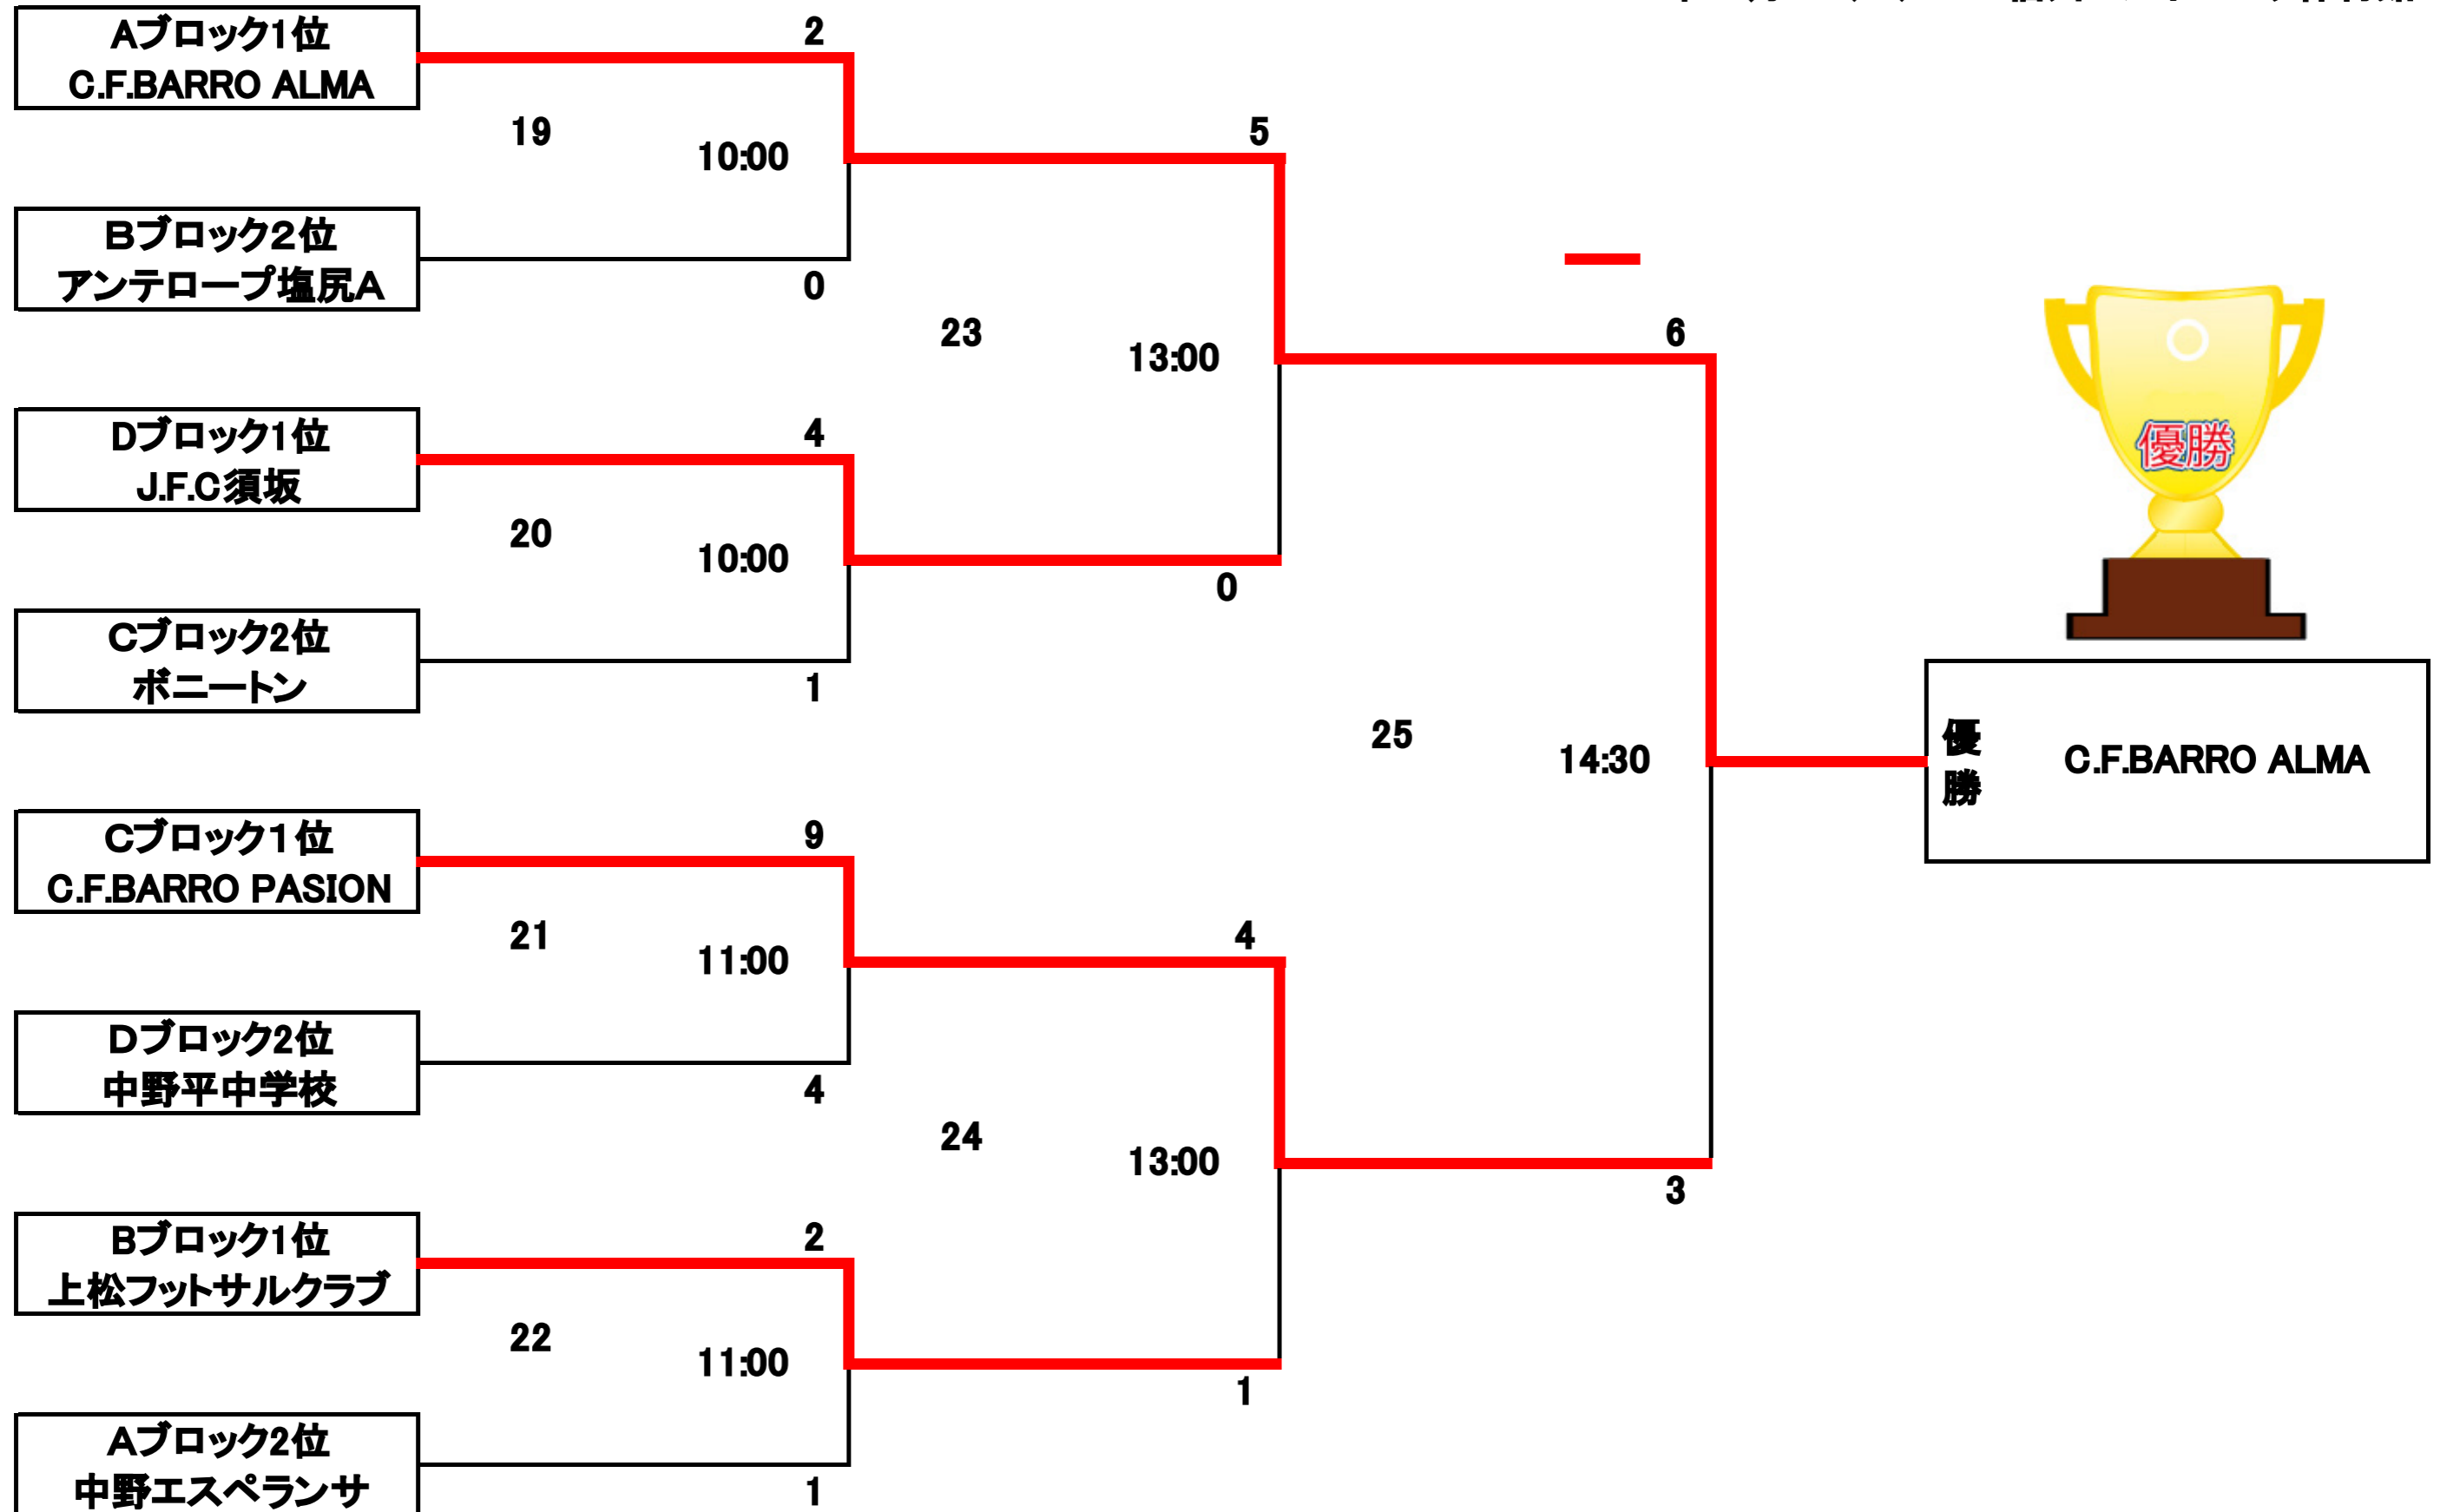 Aブロック1位
C.F.BARRO ALMA
2
19
10:00
5
Bブロック2位
アンテロープ塩尻A
0
23
13:00
6
Dブロック1位
J.F.C須坂
4
20
10:00
0
Cブロック2位
ボニートン
1
優勝
25
14:30
優勝
C.F.BARRO ALMA
Cブロック1位
C.F.BARRO PASION
9
21
11:00
4
Dブロック2位
中野平中学校
4
24
13:00
3
Bブロック1位
上松フットサルクラブ
2
22
11:00
1
Aブロック2位
中野エスペランサ
1